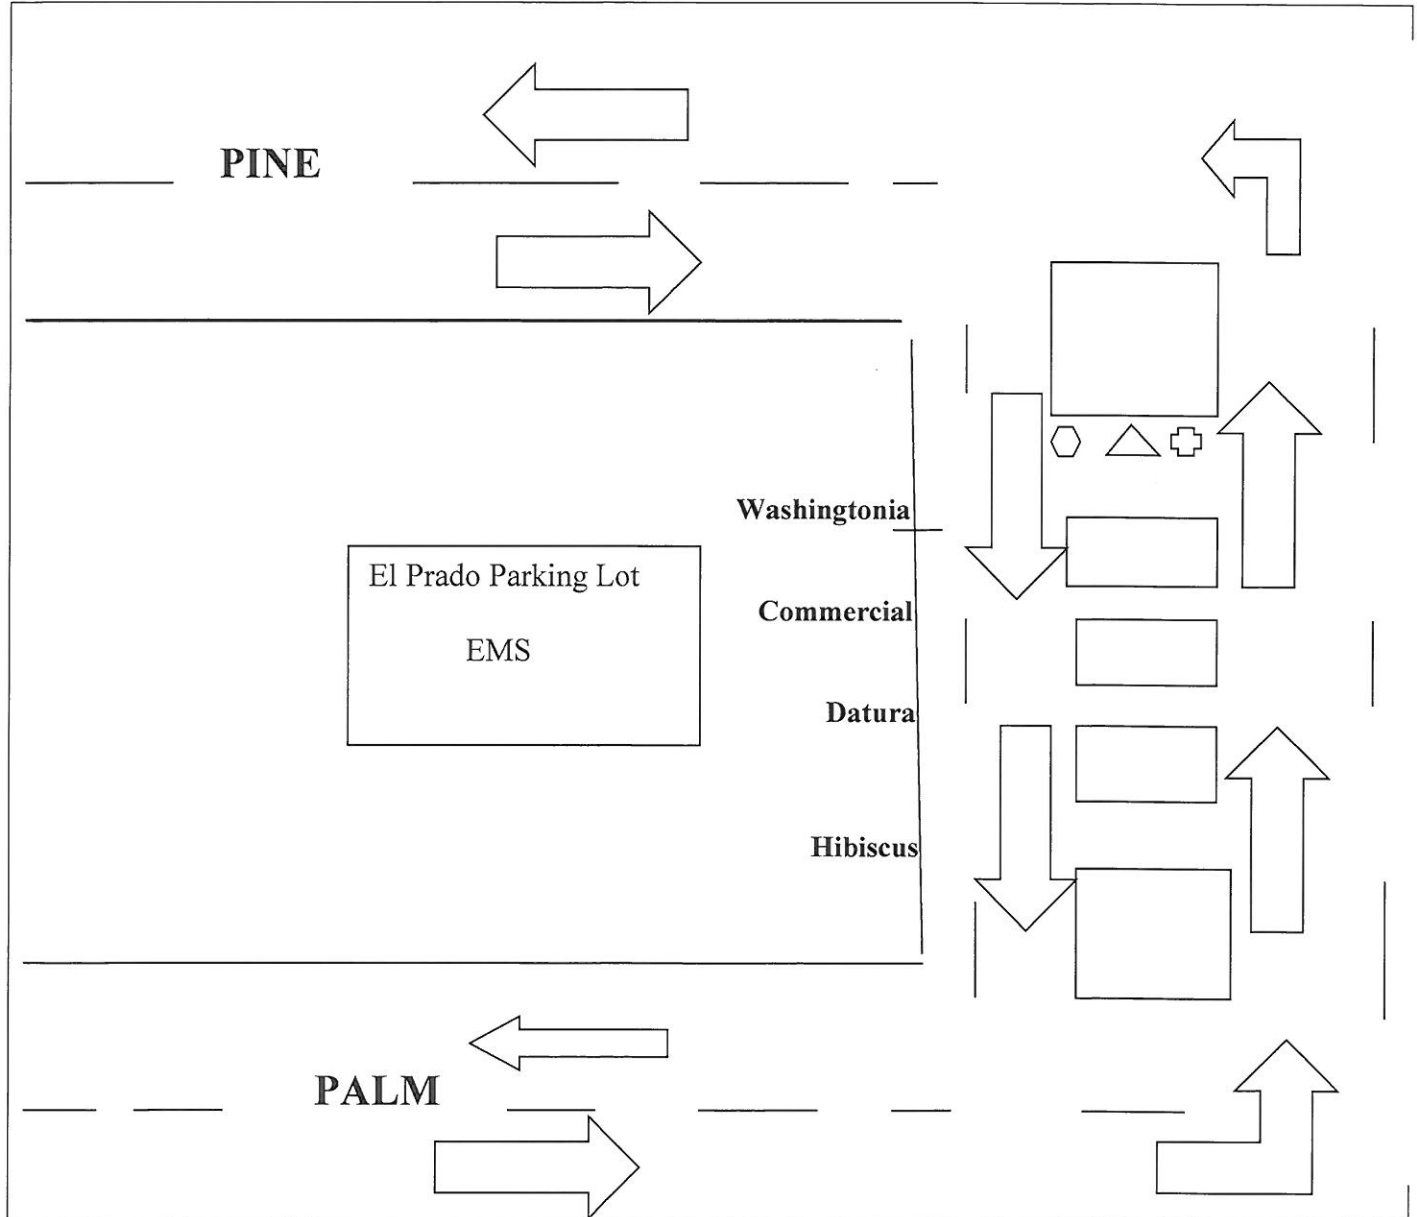 PINE
Washingtonia
El Prado Parking Lot
Commercial
EMS
Datura
Hibiscus
PALM